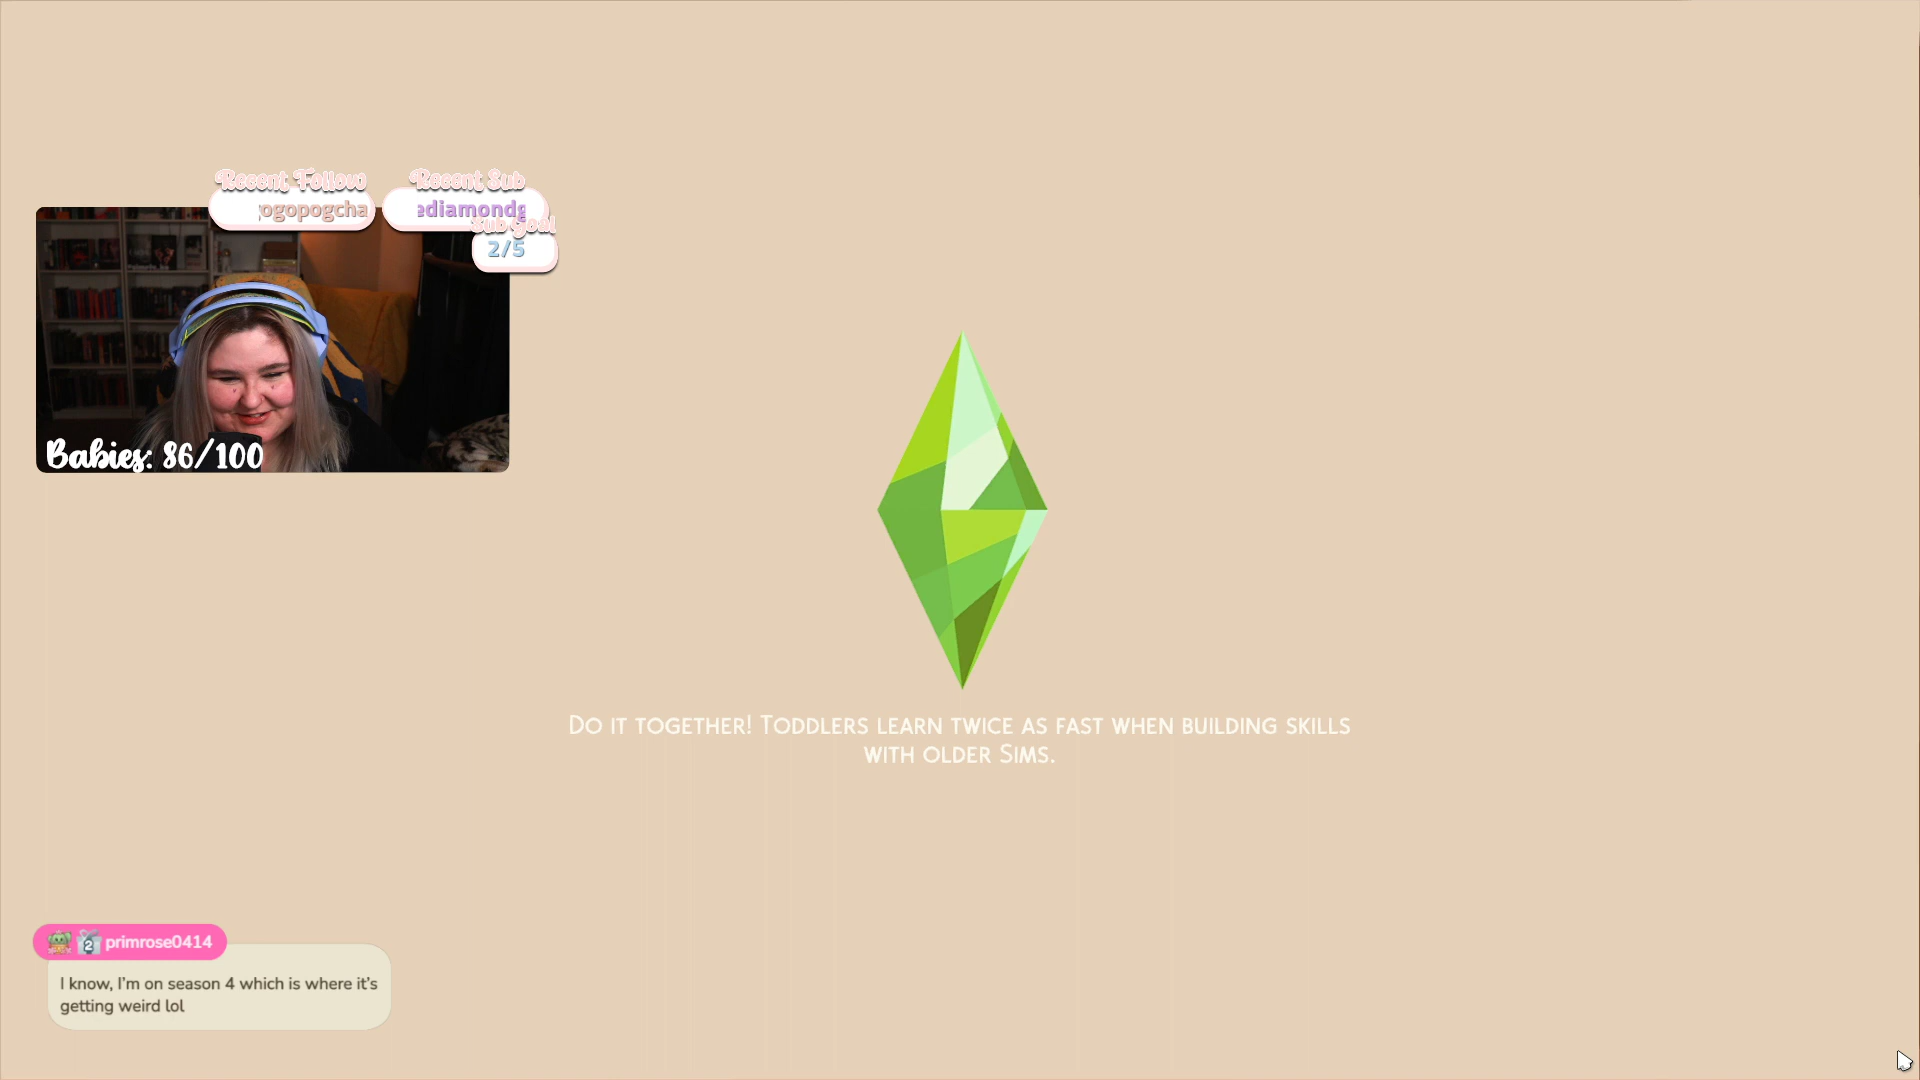 Recent Follow
Recent Sub
ogopogcha
ediamondg
Sub Goal
2/5
Babies: 86/100
Do it together! Toddlers learn twice as fast when building skills
with older Sims.
2 primrose0414
I know, I'm on season 4 which is where it's
getting weird lol